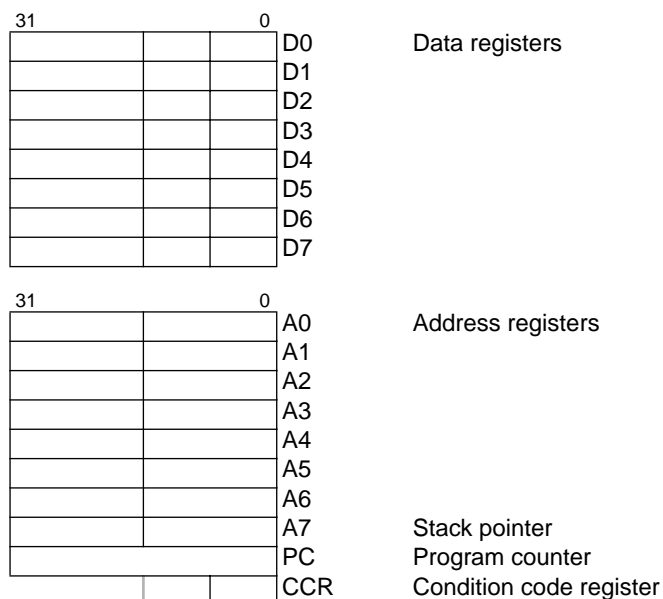 31 0
D0 Data registers
D1
D2
D3
D4
D5
D6
D7
31 0
A0 Address registers
A1
A2
A3
A4
A5
A6
A7 Stack pointer
PC Program counter
CCR Condition code register